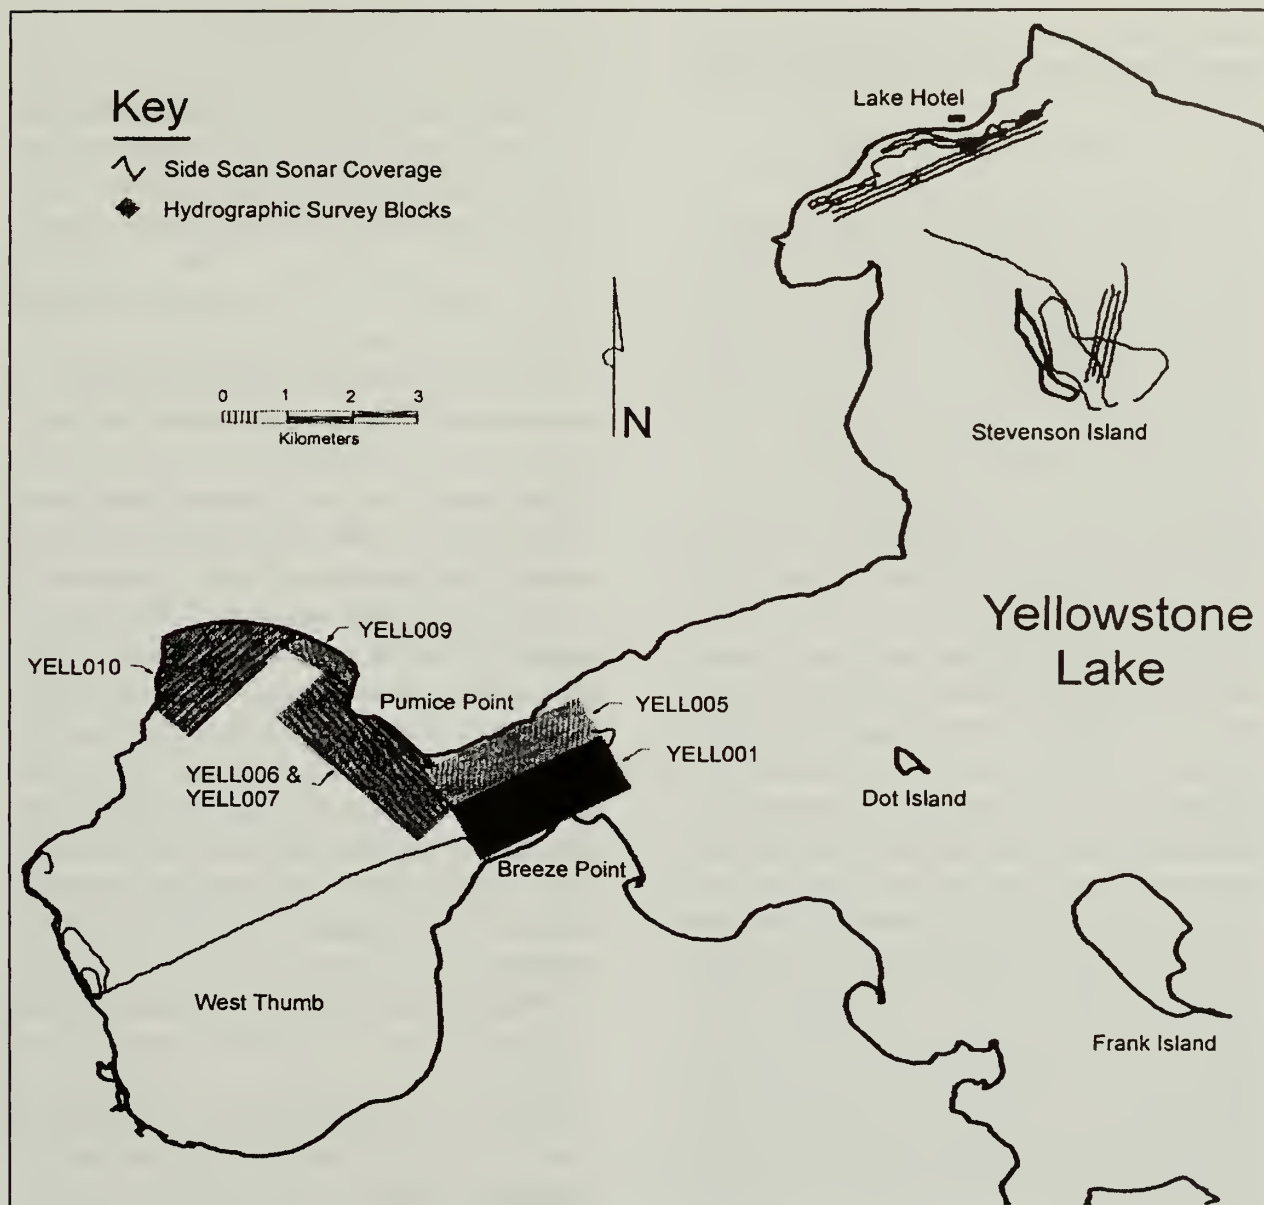 Key
Side Scan Sonar Coverage
Hydrographic Survey Blocks
Lake Hotel
0 1 2 3
Kilometers
N
Stevenson Island
Yellowstone
Lake
YELL009
YELL010
Pumice Point
YELL005
YELL001
YELL006 &
YELL007
Dot Island
Breeze Point
West Thumb
Frank Island